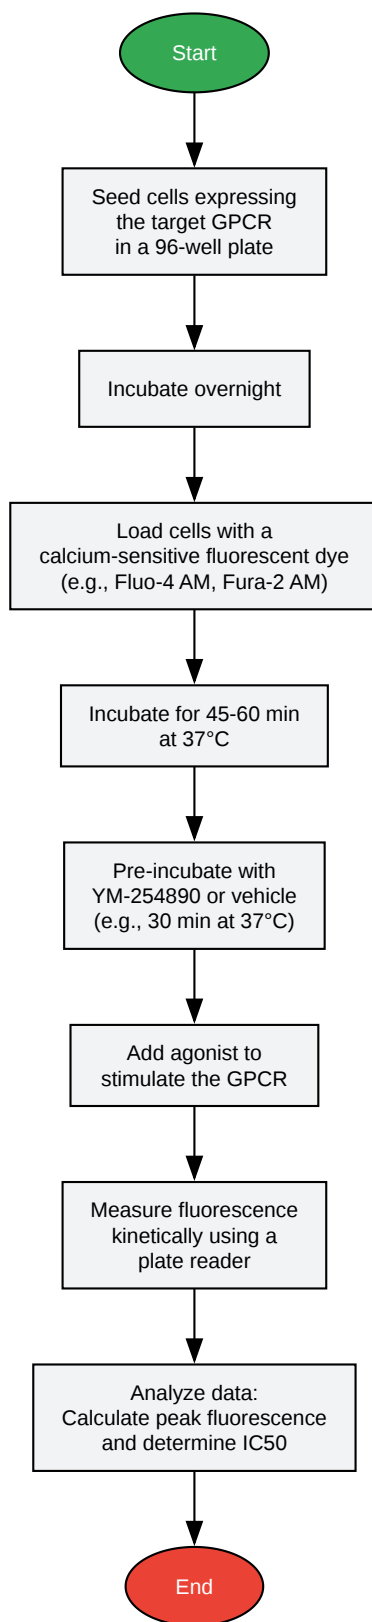 Start
Seed cells expressing
the target GPCR
in a 96-well plate
Incubate overnight
Load cells with a
calcium-sensitive fluorescent dye
(e.g., Fluo-4 AM, Fura-2 AM)
Incubate for 45-60 min
at 37°C
Pre-incubate with
YM-254890 or vehicle
(e.g., 30 min at 37°C)
Add agonist to
stimulate the GPCR
Measure fluorescence
kinetically using a
plate reader
Analyze data:
Calculate peak fluorescence
and determine IC50
End